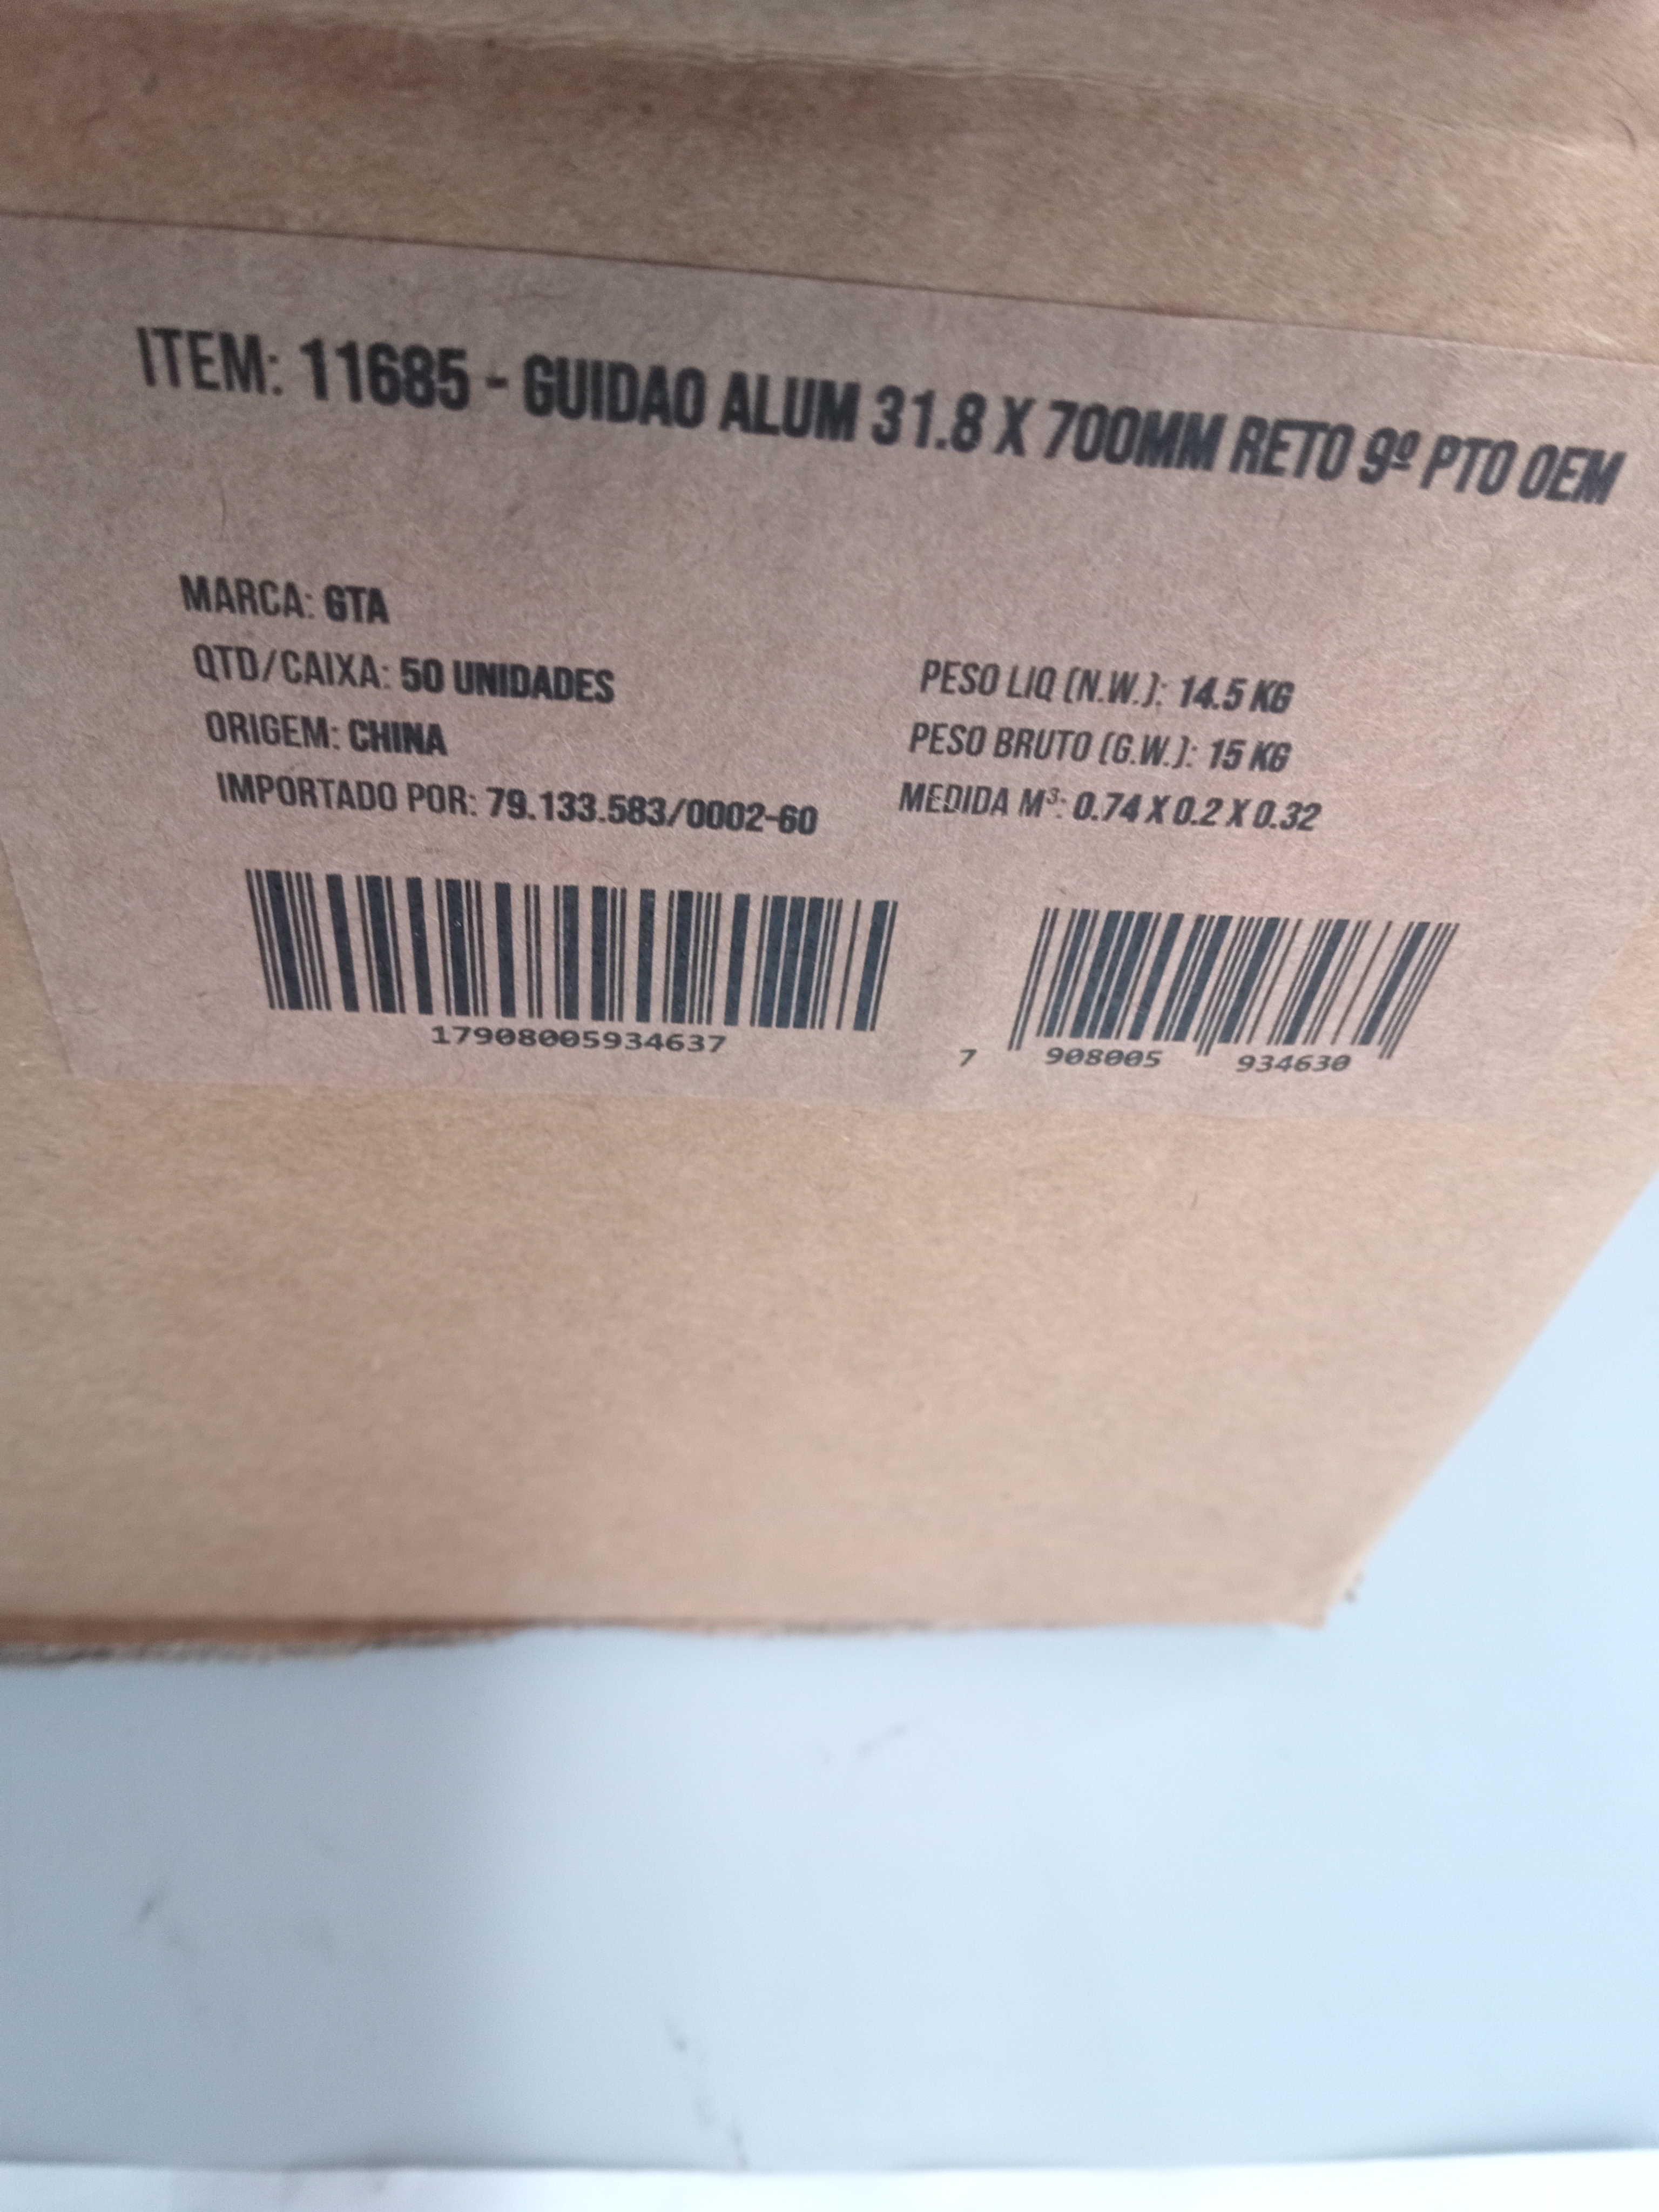 ITEM: 11685 - GUIDAO ALUM 31.8 X 700MM RETO 9º PTO OEM
MARCA: GTA
QTD/CAIXA: 50 UNIDADES
ORIGEM: CHINA
IMPORTADO POR: 79.133.583/0002-60
PESO LIQ (N.W.): 14.5 KG
PESO BRUTO (G.W.): 15 KG
MEDIDA M³: 0.74 X 0.2 X 0.32
17908005934637
7 908005 934630